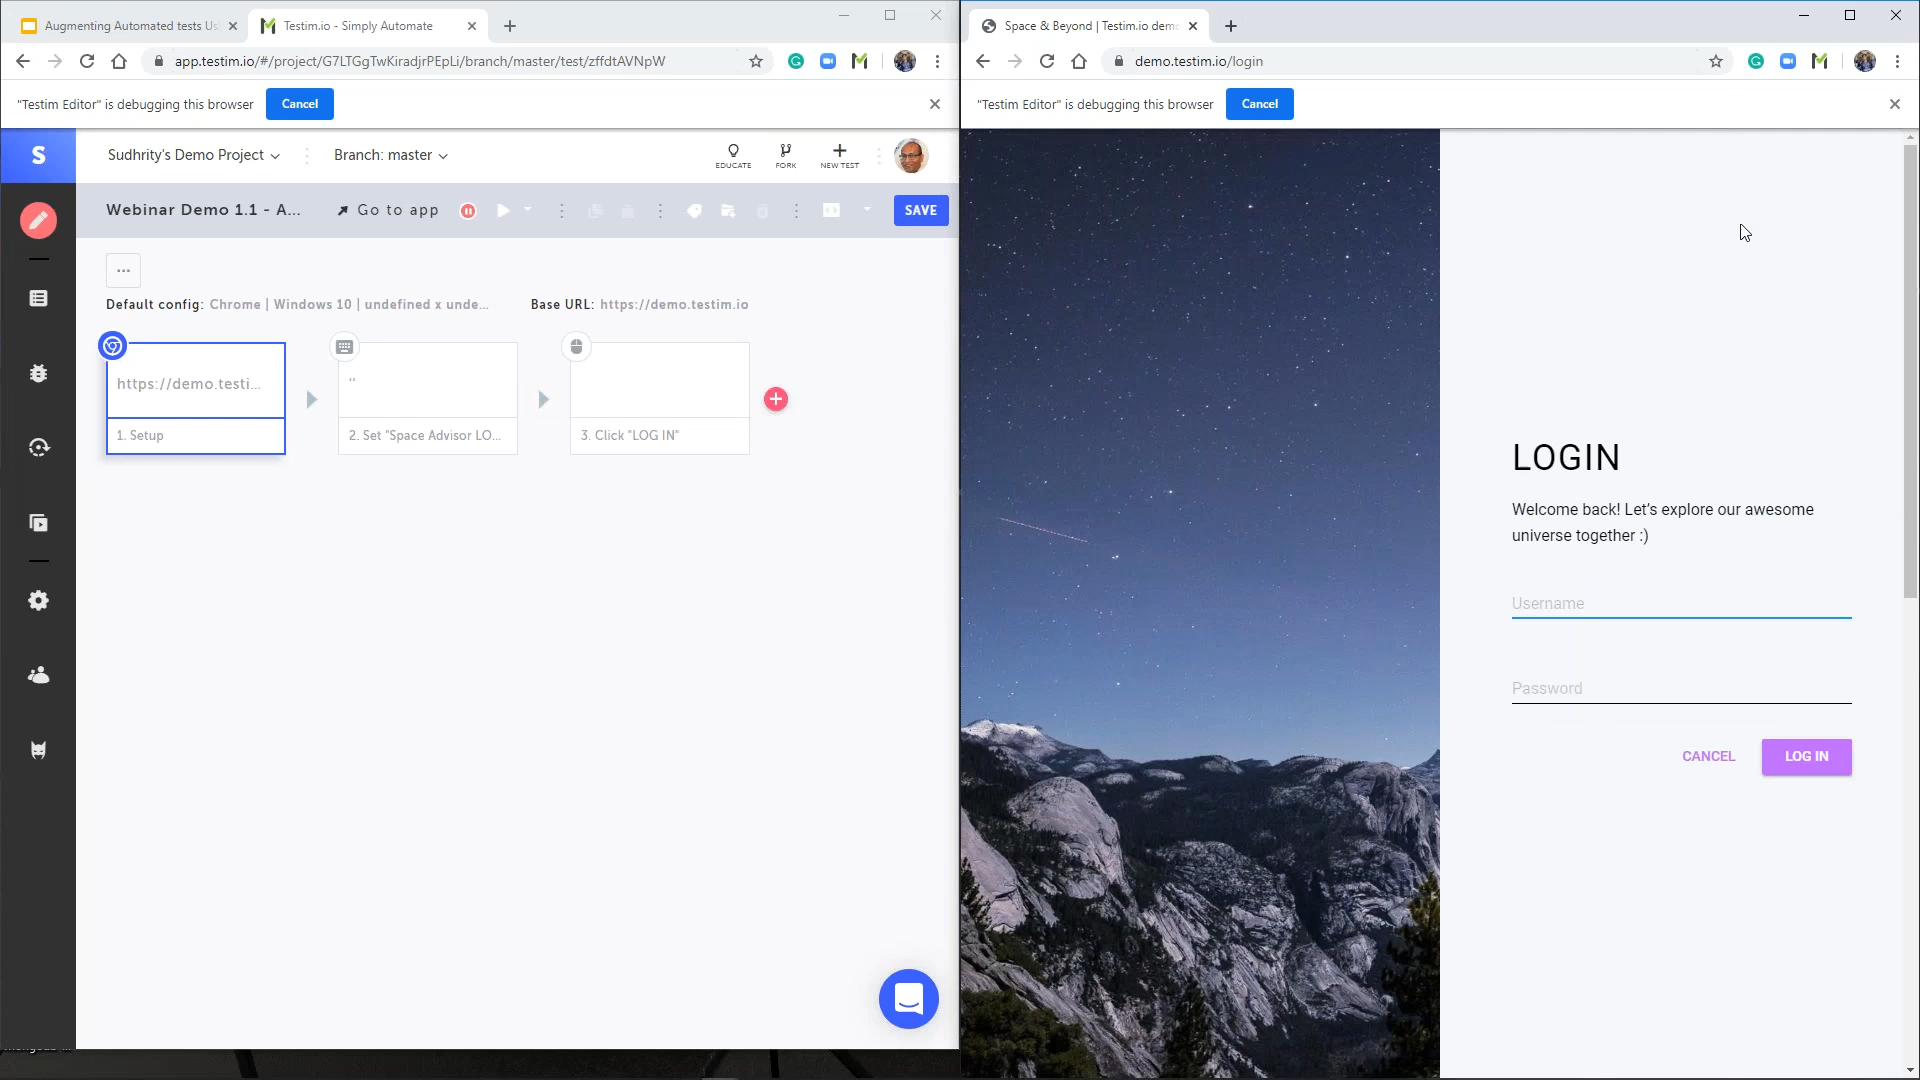 Augmenting Automated tests Us
Testim.io - Simply Automate
app.testim.io/#/project/G7LTGgTwKiradjrPEpLi/branch/master/test/zffdtAVNpW
"Testim Editor" is debugging this browser
Cancel
S
Sudhrity's Demo Project
Branch: master
EDUCATE
FORK
NEW TEST
Webinar Demo 1.1 - A...
Go to app
SAVE
...
Default config: Chrome | Windows 10 | undefined x unde...
Base URL: https://demo.testim.io
https://demo.testi...
1. Setup
''
2. Set "Space Advisor LO...
3. Click "LOG IN"
Space & Beyond | Testim.io demo
demo.testim.io/login
"Testim Editor" is debugging this browser
Cancel
LOGIN
Welcome back! Let's explore our awesome
universe together :)
Username
Password
CANCEL
LOG IN